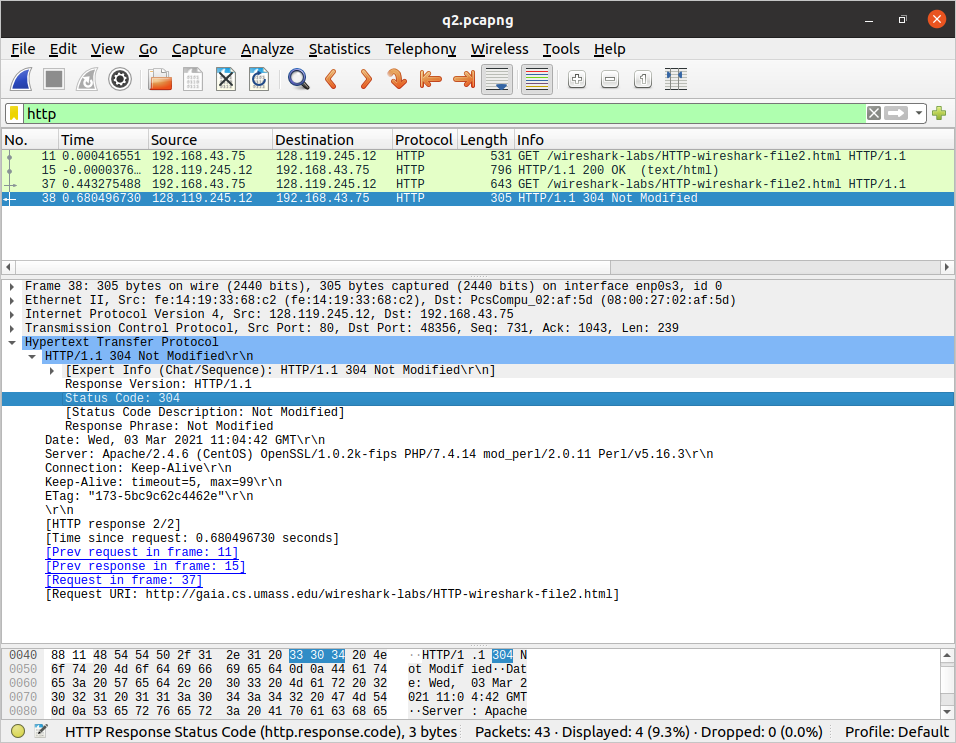 q2.pcapng
File Edit View Go Capture Analyze Statistics Telephony Wireless Tools Help
http
No. Time Source Destination Protocol Length Info
11 0.000416551 192.168.43.75 128.119.245.12 HTTP 531 GET /wireshark-labs/HTTP-wireshark-file2.html HTTP/1.1
15 -0.0000376… 128.119.245.12 192.168.43.75 HTTP 796 HTTP/1.1 200 OK (text/html)
37 0.443275488 192.168.43.75 128.119.245.12 HTTP 643 GET /wireshark-labs/HTTP-wireshark-file2.html HTTP/1.1
38 0.680496730 128.119.245.12 192.168.43.75 HTTP 305 HTTP/1.1 304 Not Modified
Frame 38: 305 bytes on wire (2440 bits), 305 bytes captured (2440 bits) on interface enp0s3, id 0
Ethernet II, Src: fe:14:19:33:68:c2 (fe:14:19:33:68:c2), Dst: PcsCompu_02:af:5d (08:00:27:02:af:5d)
Internet Protocol Version 4, Src: 128.119.245.12, Dst: 192.168.43.75
Transmission Control Protocol, Src Port: 80, Dst Port: 48356, Seq: 731, Ack: 1043, Len: 239
Hypertext Transfer Protocol
HTTP/1.1 304 Not Modified\r\n
[Expert Info (Chat/Sequence): HTTP/1.1 304 Not Modified\r\n]
Response Version: HTTP/1.1
Status Code: 304
[Status Code Description: Not Modified]
Response Phrase: Not Modified
Date: Wed, 03 Mar 2021 11:04:42 GMT\r\n
Server: Apache/2.4.6 (CentOS) OpenSSL/1.0.2k-fips PHP/7.4.14 mod_perl/2.0.11 Perl/v5.16.3\r\n
Connection: Keep-Alive\r\n
Keep-Alive: timeout=5, max=99\r\n
ETag: "173-5bc9c62c4462e"\r\n
\r\n
[HTTP response 2/2]
[Time since request: 0.680496730 seconds]
[Prev request in frame: 11]
[Prev response in frame: 15]
[Request in frame: 37]
[Request URI: http://gaia.cs.umass.edu/wireshark-labs/HTTP-wireshark-file2.html]
0040 88 11 48 54 54 50 2f 31 2e 31 20 33 30 34 20 4e ··HTTP/1 .1 304 N
0050 6f 74 20 4d 6f 64 69 66 69 65 64 0d 0a 44 61 74 ot Modif ied··Dat
0060 65 3a 20 57 65 64 2c 20 30 33 20 4d 61 72 20 32 e: Wed,  03 Mar 2
0070 30 32 31 20 31 31 3a 30 34 3a 34 32 20 47 4d 54 021 11:0 4:42 GMT
0080 0d 0a 53 65 72 76 65 72 3a 20 41 70 61 63 68 65 ··Server : Apache
HTTP Response Status Code (http.response.code), 3 bytes Packets: 43 · Displayed: 4 (9.3%) · Dropped: 0 (0.0%) Profile: Default